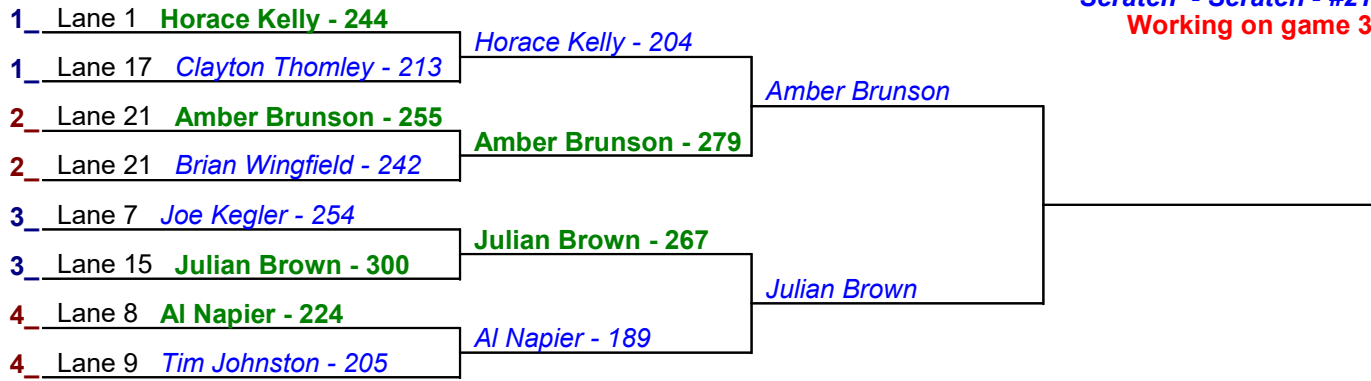 Scratch - Scratch - #21
Working on game 3
1_ Lane 1 Horace Kelly - 244
Horace Kelly - 204
1_ Lane 17 Clayton Thomley - 213
Amber Brunson
2_ Lane 21 Amber Brunson - 255
Amber Brunson - 279
2_ Lane 21 Brian Wingfield - 242
3_ Lane 7 Joe Kegler - 254
Julian Brown - 267
3_ Lane 15 Julian Brown - 300
Julian Brown
4_ Lane 8 Al Napier - 224
Al Napier - 189
4_ Lane 9 Tim Johnston - 205